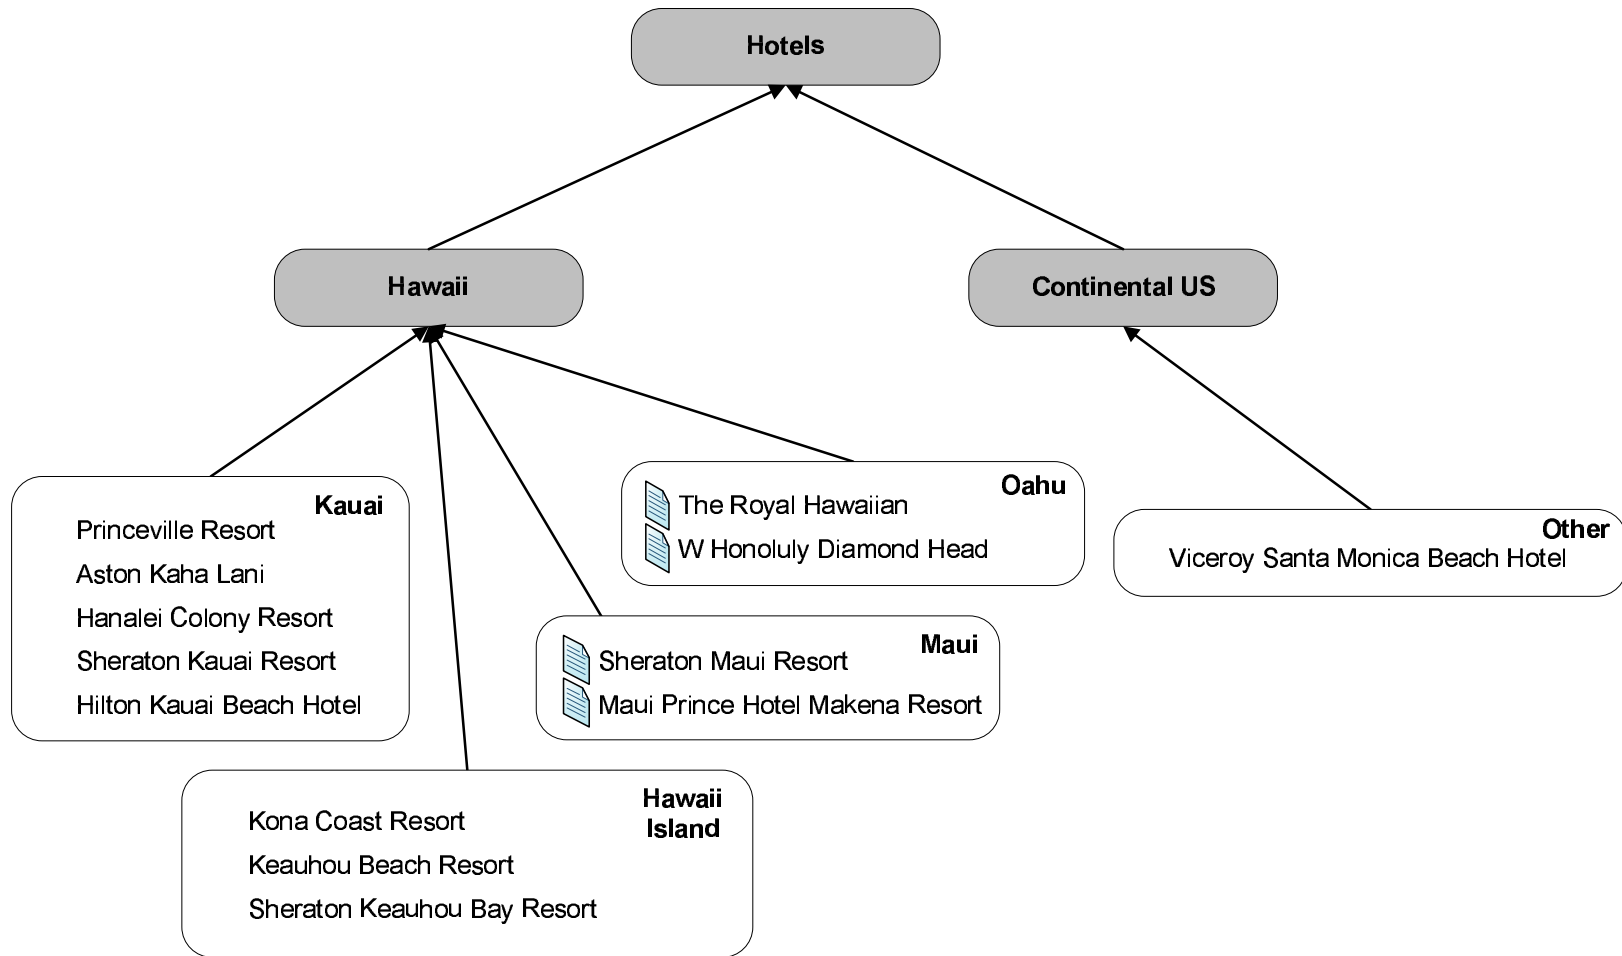 Hotels
Hawaii
Continental US
Kauai
Princeville Resort
Aston Kaha Lani
Hanalei Colony Resort
Sheraton Kauai Resort
Hilton Kauai Beach Hotel
Oahu
The Royal Hawaiian
W Honoluly Diamond Head
Other
Viceroy Santa Monica Beach Hotel
Maui
Sheraton Maui Resort
Maui Prince Hotel Makena Resort
Hawaii
Island
Kona Coast Resort
Keauhou Beach Resort
Sheraton Keauhou Bay Resort